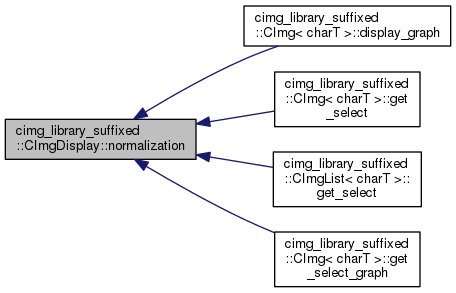 cimg_library_suffixed
::CImg< charT >::display_graph
cimg_library_suffixed
::CImg< charT >::get
_select
cimg_library_suffixed
::CImgDisplay::normalization
cimg_library_suffixed
::CImgList< charT >::
get_select
cimg_library_suffixed
::CImg< charT >::get
_select_graph